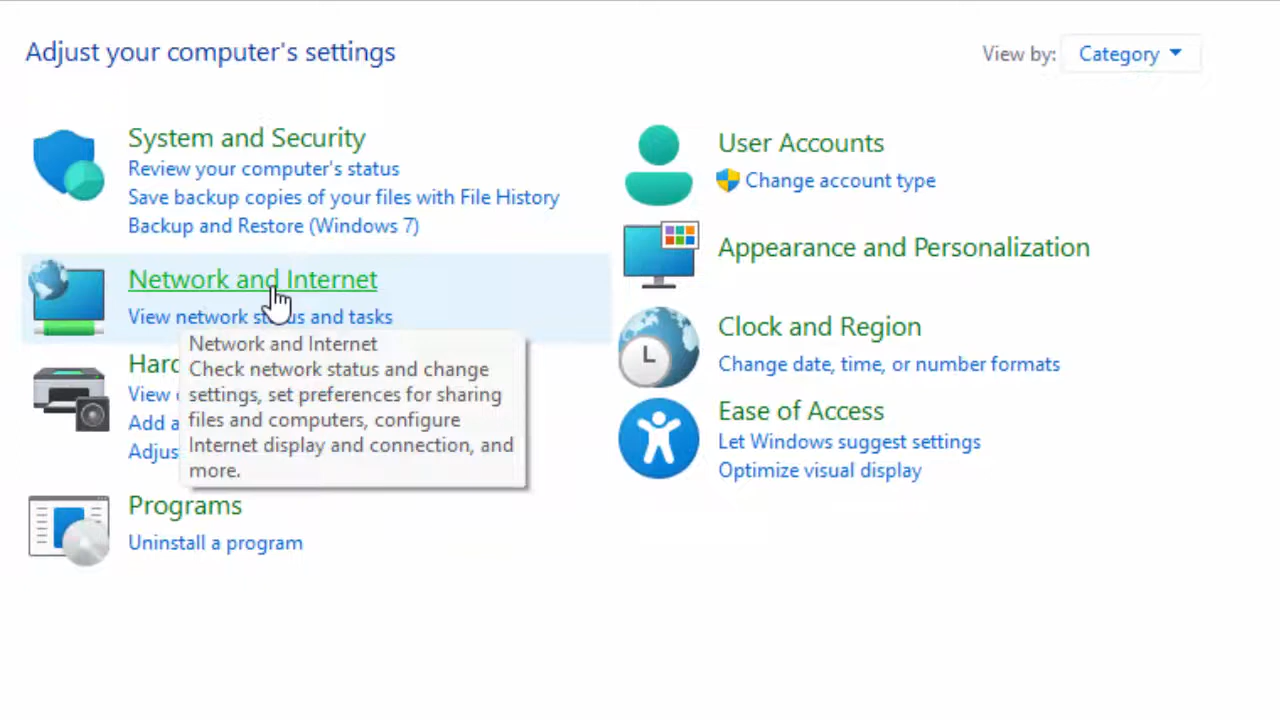 Adjust your computer's settings
View by: Category
System and Security
Review your computer's status
Save backup copies of your files with File History
Backup and Restore (Windows 7)
Network and Internet
View network status and tasks
Network and Internet
Check network status and change
settings, set preferences for sharing
files and computers, configure
Internet display and connection, and
more.
View
Add a
Programs
Uninstall a program
User Accounts
Change account type
Appearance and Personalization
Clock and Region
Change date, time, or number formats
Ease of Access
Let Windows suggest settings
Optimize visual display